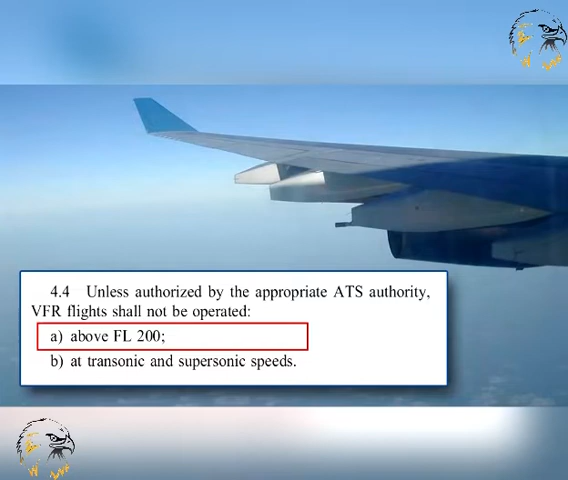 4.4 Unless authorized by the appropriate ATS authority,
VFR flights shall not be operated:
a) above FL 200;
b) at transonic and supersonic speeds.